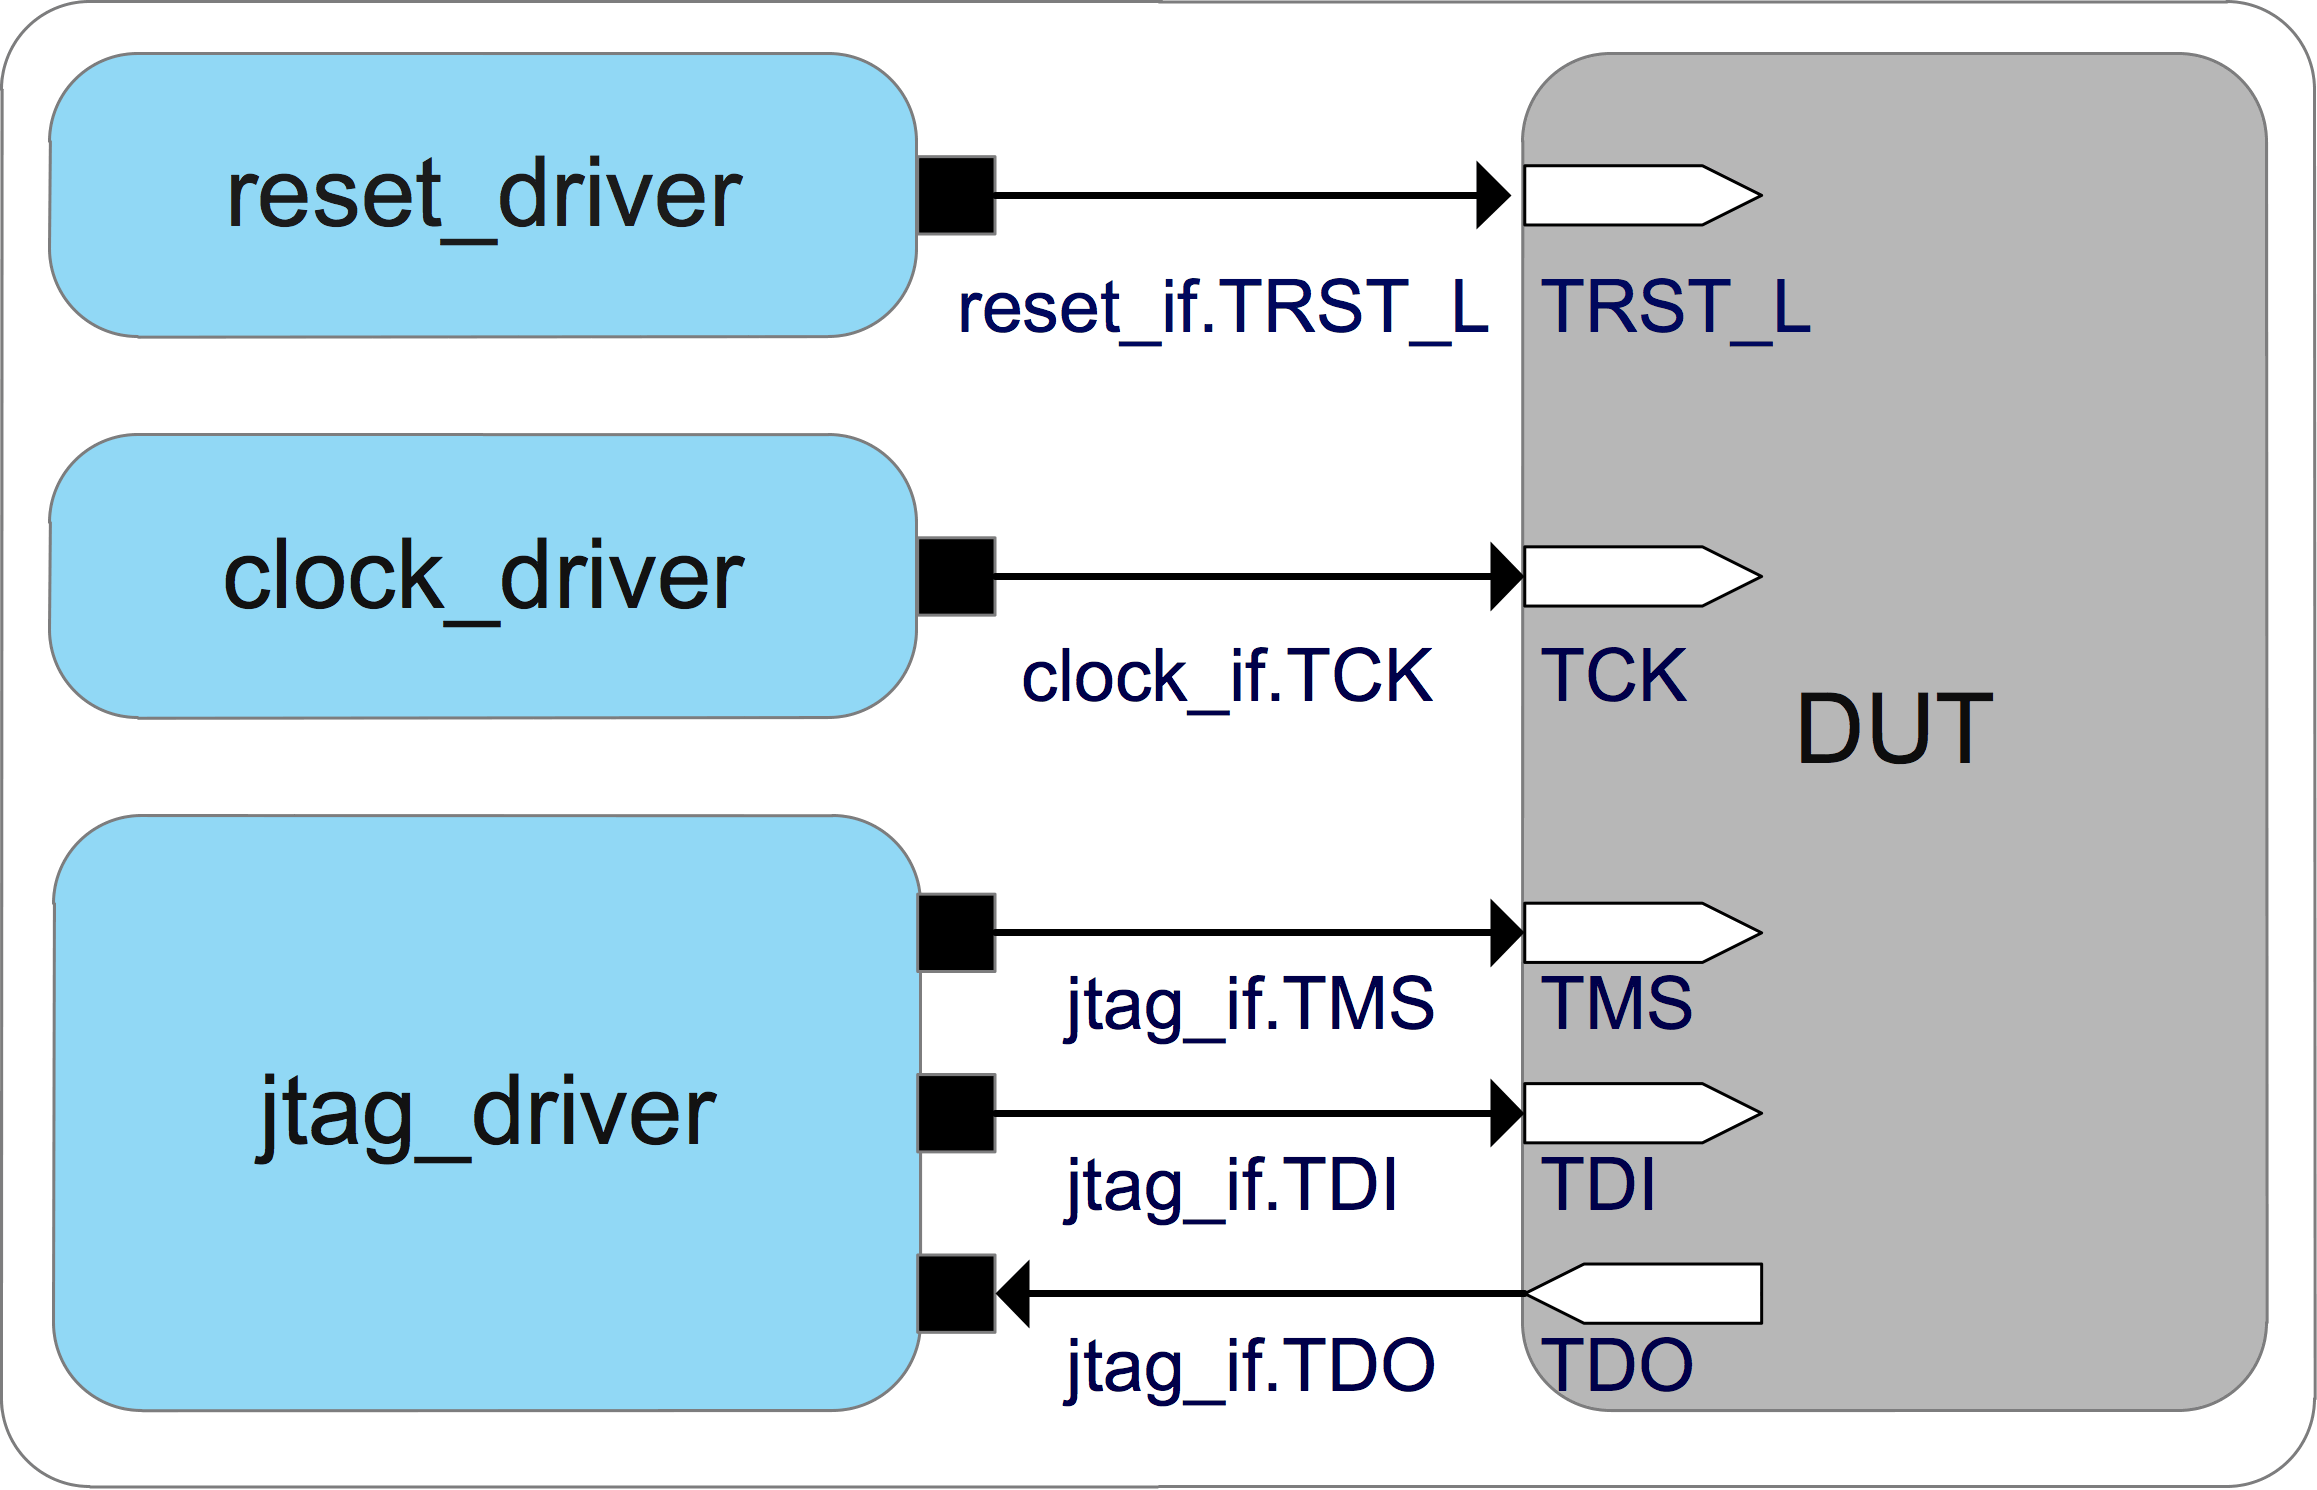 reset_driver
reset_if.TRST_L
TRST_L
clock_driver
clock_if.TCK
TCK
DUT
jtag_if.TMS
TMS
jtag_driver
jtag_if.TDI
TDI
jtag_if.TDO
TDO